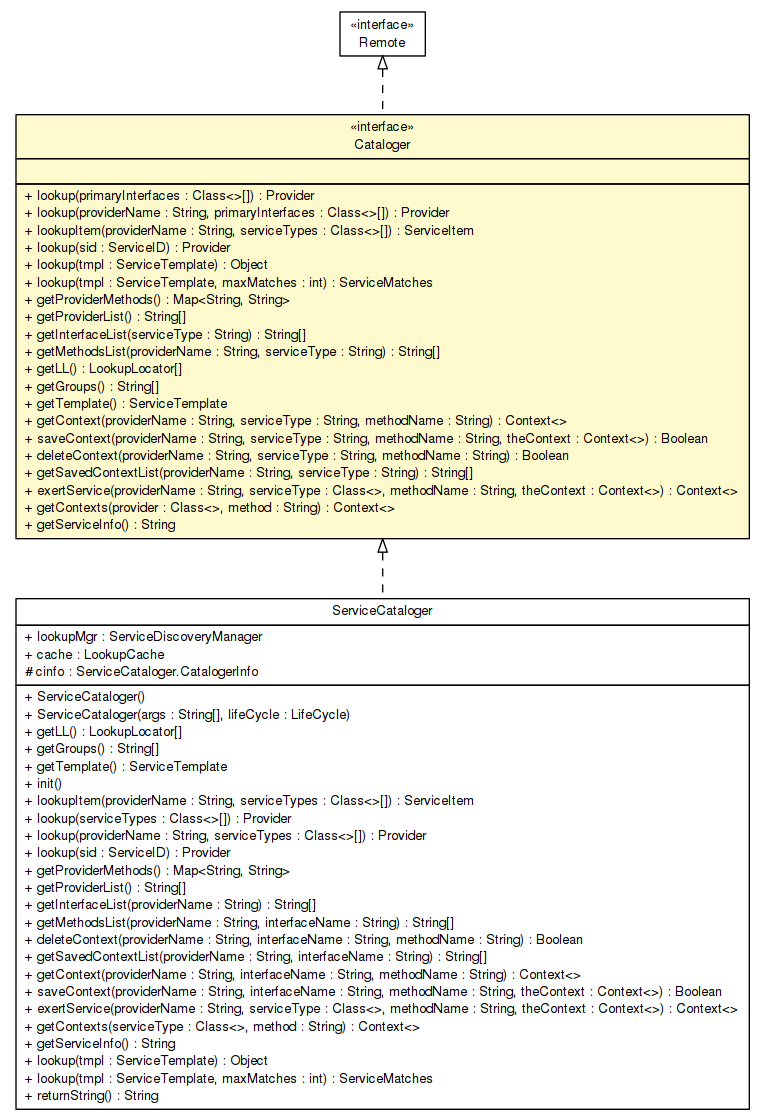 «interface»
Remote
«interface»
Cataloger
+ lookup(primaryInterfaces : Class<>[]) : Provider
+ lookup(providerName : String, primaryInterfaces : Class<>[]) : Provider
+ lookupItem(providerName : String, serviceTypes : Class<>[]) : ServiceItem
+ lookup(sid : ServiceID) : Provider
+ lookup(tmpl : ServiceTemplate) : Object
+ lookup(tmpl : ServiceTemplate, maxMatches : int) : ServiceMatches
+ getProviderMethods() : Map<String, String>
+ getProviderList() : String[]
+ getInterfaceList(serviceType : String) : String[]
+ getMethodsList(providerName : String, serviceType : String) : String[]
+ getLL() : LookupLocator[]
+ getGroups() : String[]
+ getTemplate() : ServiceTemplate
+ getContext(providerName : String, serviceType : String, methodName : String) : Context<>
+ saveContext(providerName : String, serviceType : String, methodName : String, theContext : Context<>) : Boolean
+ deleteContext(providerName : String, serviceType : String, methodName : String) : Boolean
+ getSavedContextList(providerName : String, serviceType : String) : String[]
+ exertService(providerName : String, serviceType : Class<>, methodName : String, theContext : Context<>) : Context<>
+ getContexts(provider : Class<>, method : String) : Context<>
+ getServiceInfo() : String
ServiceCataloger
+ lookupMgr : ServiceDiscoveryManager
+ cache : LookupCache
# cinfo : ServiceCataloger.CatalogerInfo
+ ServiceCataloger()
+ ServiceCataloger(args : String[], lifeCycle : LifeCycle)
+ getLL() : LookupLocator[]
+ getGroups() : String[]
+ getTemplate() : ServiceTemplate
+ init()
+ lookupItem(providerName : String, serviceTypes : Class<>[]) : ServiceItem
+ lookup(serviceTypes : Class<>[]) : Provider
+ lookup(providerName : String, serviceTypes : Class<>[]) : Provider
+ lookup(sid : ServiceID) : Provider
+ getProviderMethods() : Map<String, String>
+ getProviderList() : String[]
+ getInterfaceList(providerName : String) : String[]
+ getMethodsList(providerName : String, interfaceName : String) : String[]
+ deleteContext(providerName : String, interfaceName : String, methodName : String) : Boolean
+ getSavedContextList(providerName : String, interfaceName : String) : String[]
+ getContext(providerName : String, interfaceName : String, methodName : String) : Context<>
+ saveContext(providerName : String, interfaceName : String, methodName : String, theContext : Context<>) : Boolean
+ exertService(providerName : String, serviceType : Class<>, methodName : String, theContext : Context<>) : Context<>
+ getContexts(serviceType : Class<>, method : String) : Context<>
+ getServiceInfo() : String
+ lookup(tmpl : ServiceTemplate) : Object
+ lookup(tmpl : ServiceTemplate, maxMatches : int) : ServiceMatches
+ returnString() : String